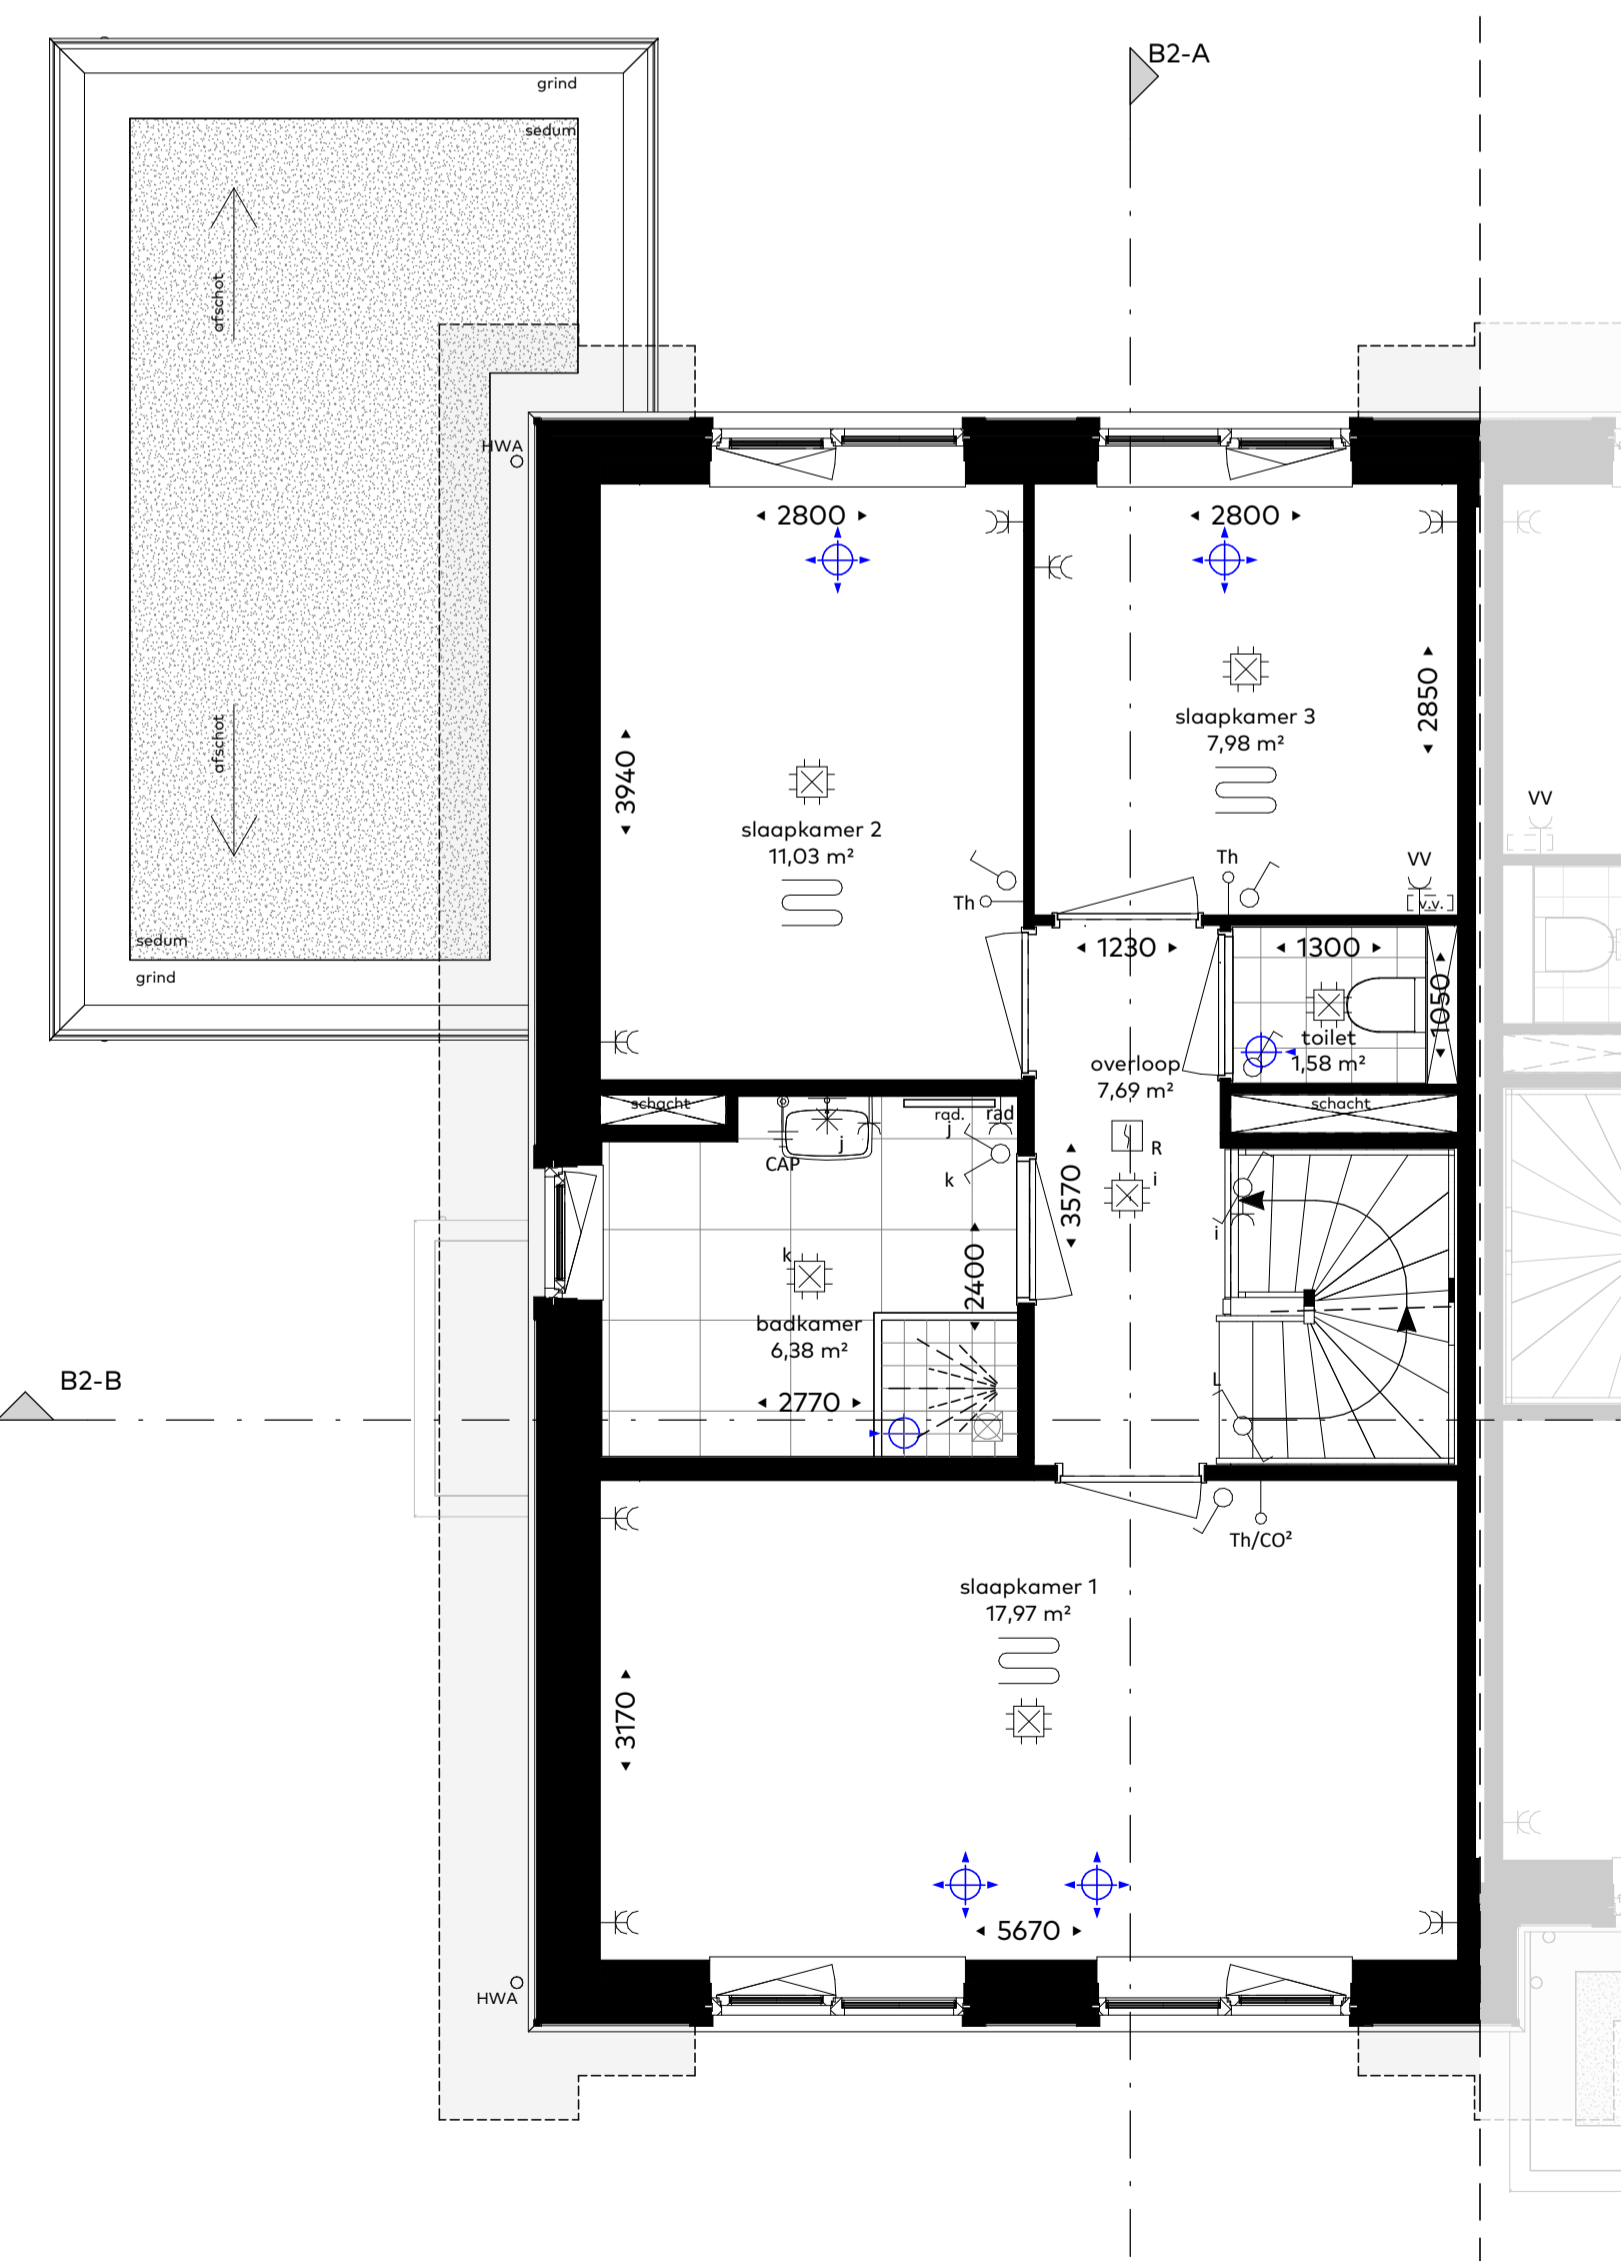 B2-A
grind
sedum
afschot
HWA
2800
2800
slaapkamer 3
7,98 m²
2850
afschot
3940
slaapkamer 2
11,03 m²
VV
Th
VV
v.v.
Th
sedum
grind
1230
1300
1050
toilet
1,58 m²
overloop
7,69 m²
schacht
rad.
rad
schacht
j
j
CAP
k
R
i
3570
i
k
2400
badkamer
6,38 m²
2770
B2-B
L
Th/CO²
slaapkamer 1
17,97 m²
3170
5670
HWA